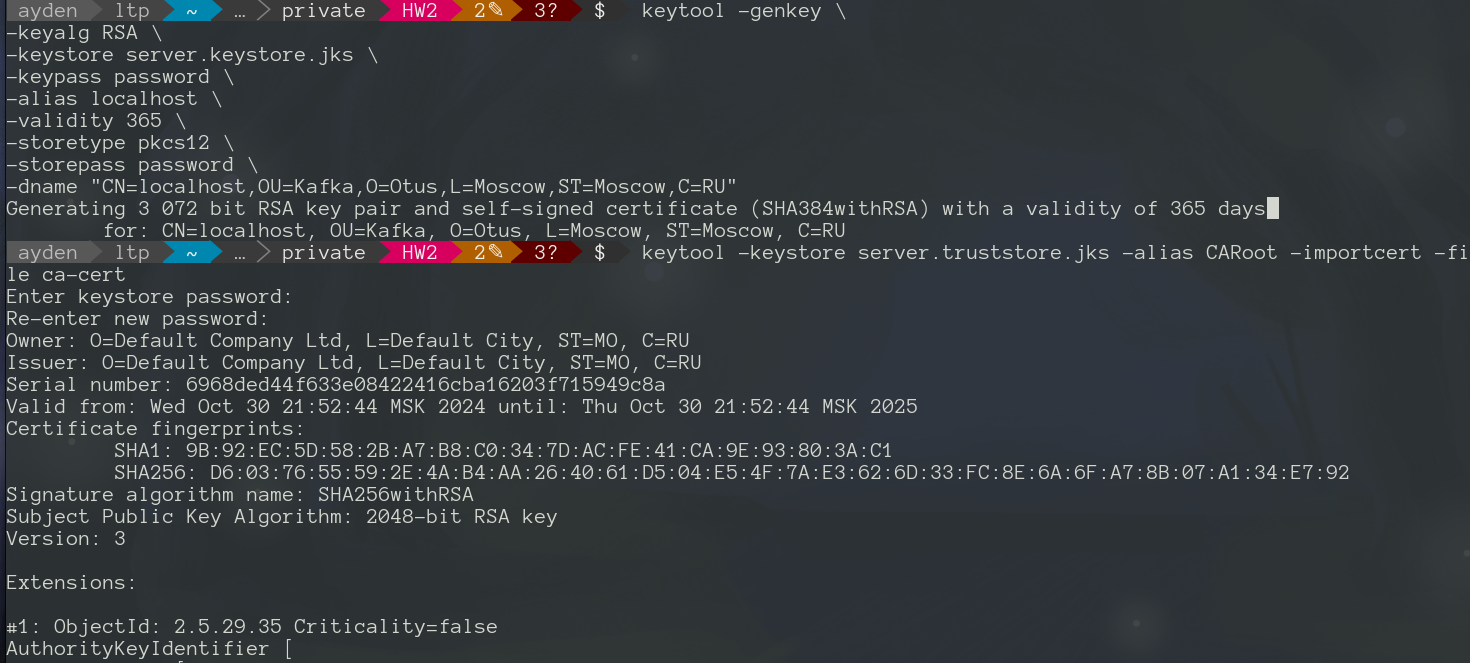 ayden ltp ~ … private HW2 2✎ 3? $ keytool -genkey \
-keyalg RSA \
-keystore server.keystore.jks \
-keypass password \
-alias localhost \
-validity 365 \
-storetype pkcs12 \
-storepass password \
-dname "CN=localhost,OU=Kafka,O=Otus,L=Moscow,ST=Moscow,C=RU"
Generating 3 072 bit RSA key pair and self-signed certificate (SHA384withRSA) with a validity of 365 days
for: CN=localhost, OU=Kafka, O=Otus, L=Moscow, ST=Moscow, C=RU
ayden ltp ~ … private HW2 2✎ 3? $ keytool -keystore server.truststore.jks -alias CARoot -importcert -fi
le ca-cert
Enter keystore password:
Re-enter new password:
Owner: O=Default Company Ltd, L=Default City, ST=MO, C=RU
Issuer: O=Default Company Ltd, L=Default City, ST=MO, C=RU
Serial number: 6968ded44f633e08422416cba16203f715949c8a
Valid from: Wed Oct 30 21:52:44 MSK 2024 until: Thu Oct 30 21:52:44 MSK 2025
Certificate fingerprints:
SHA1: 9B:92:EC:5D:58:2B:A7:B8:C0:34:7D:AC:FE:41:CA:9E:93:80:3A:C1
SHA256: D6:03:76:55:59:2E:4A:B4:AA:26:40:61:D5:04:E5:4F:7A:E3:62:6D:33:FC:8E:6A:6F:A7:8B:07:A1:34:E7:92
Signature algorithm name: SHA256withRSA
Subject Public Key Algorithm: 2048-bit RSA key
Version: 3
Extensions:
#1: ObjectId: 2.5.29.35 Criticality=false
AuthorityKeyIdentifier [